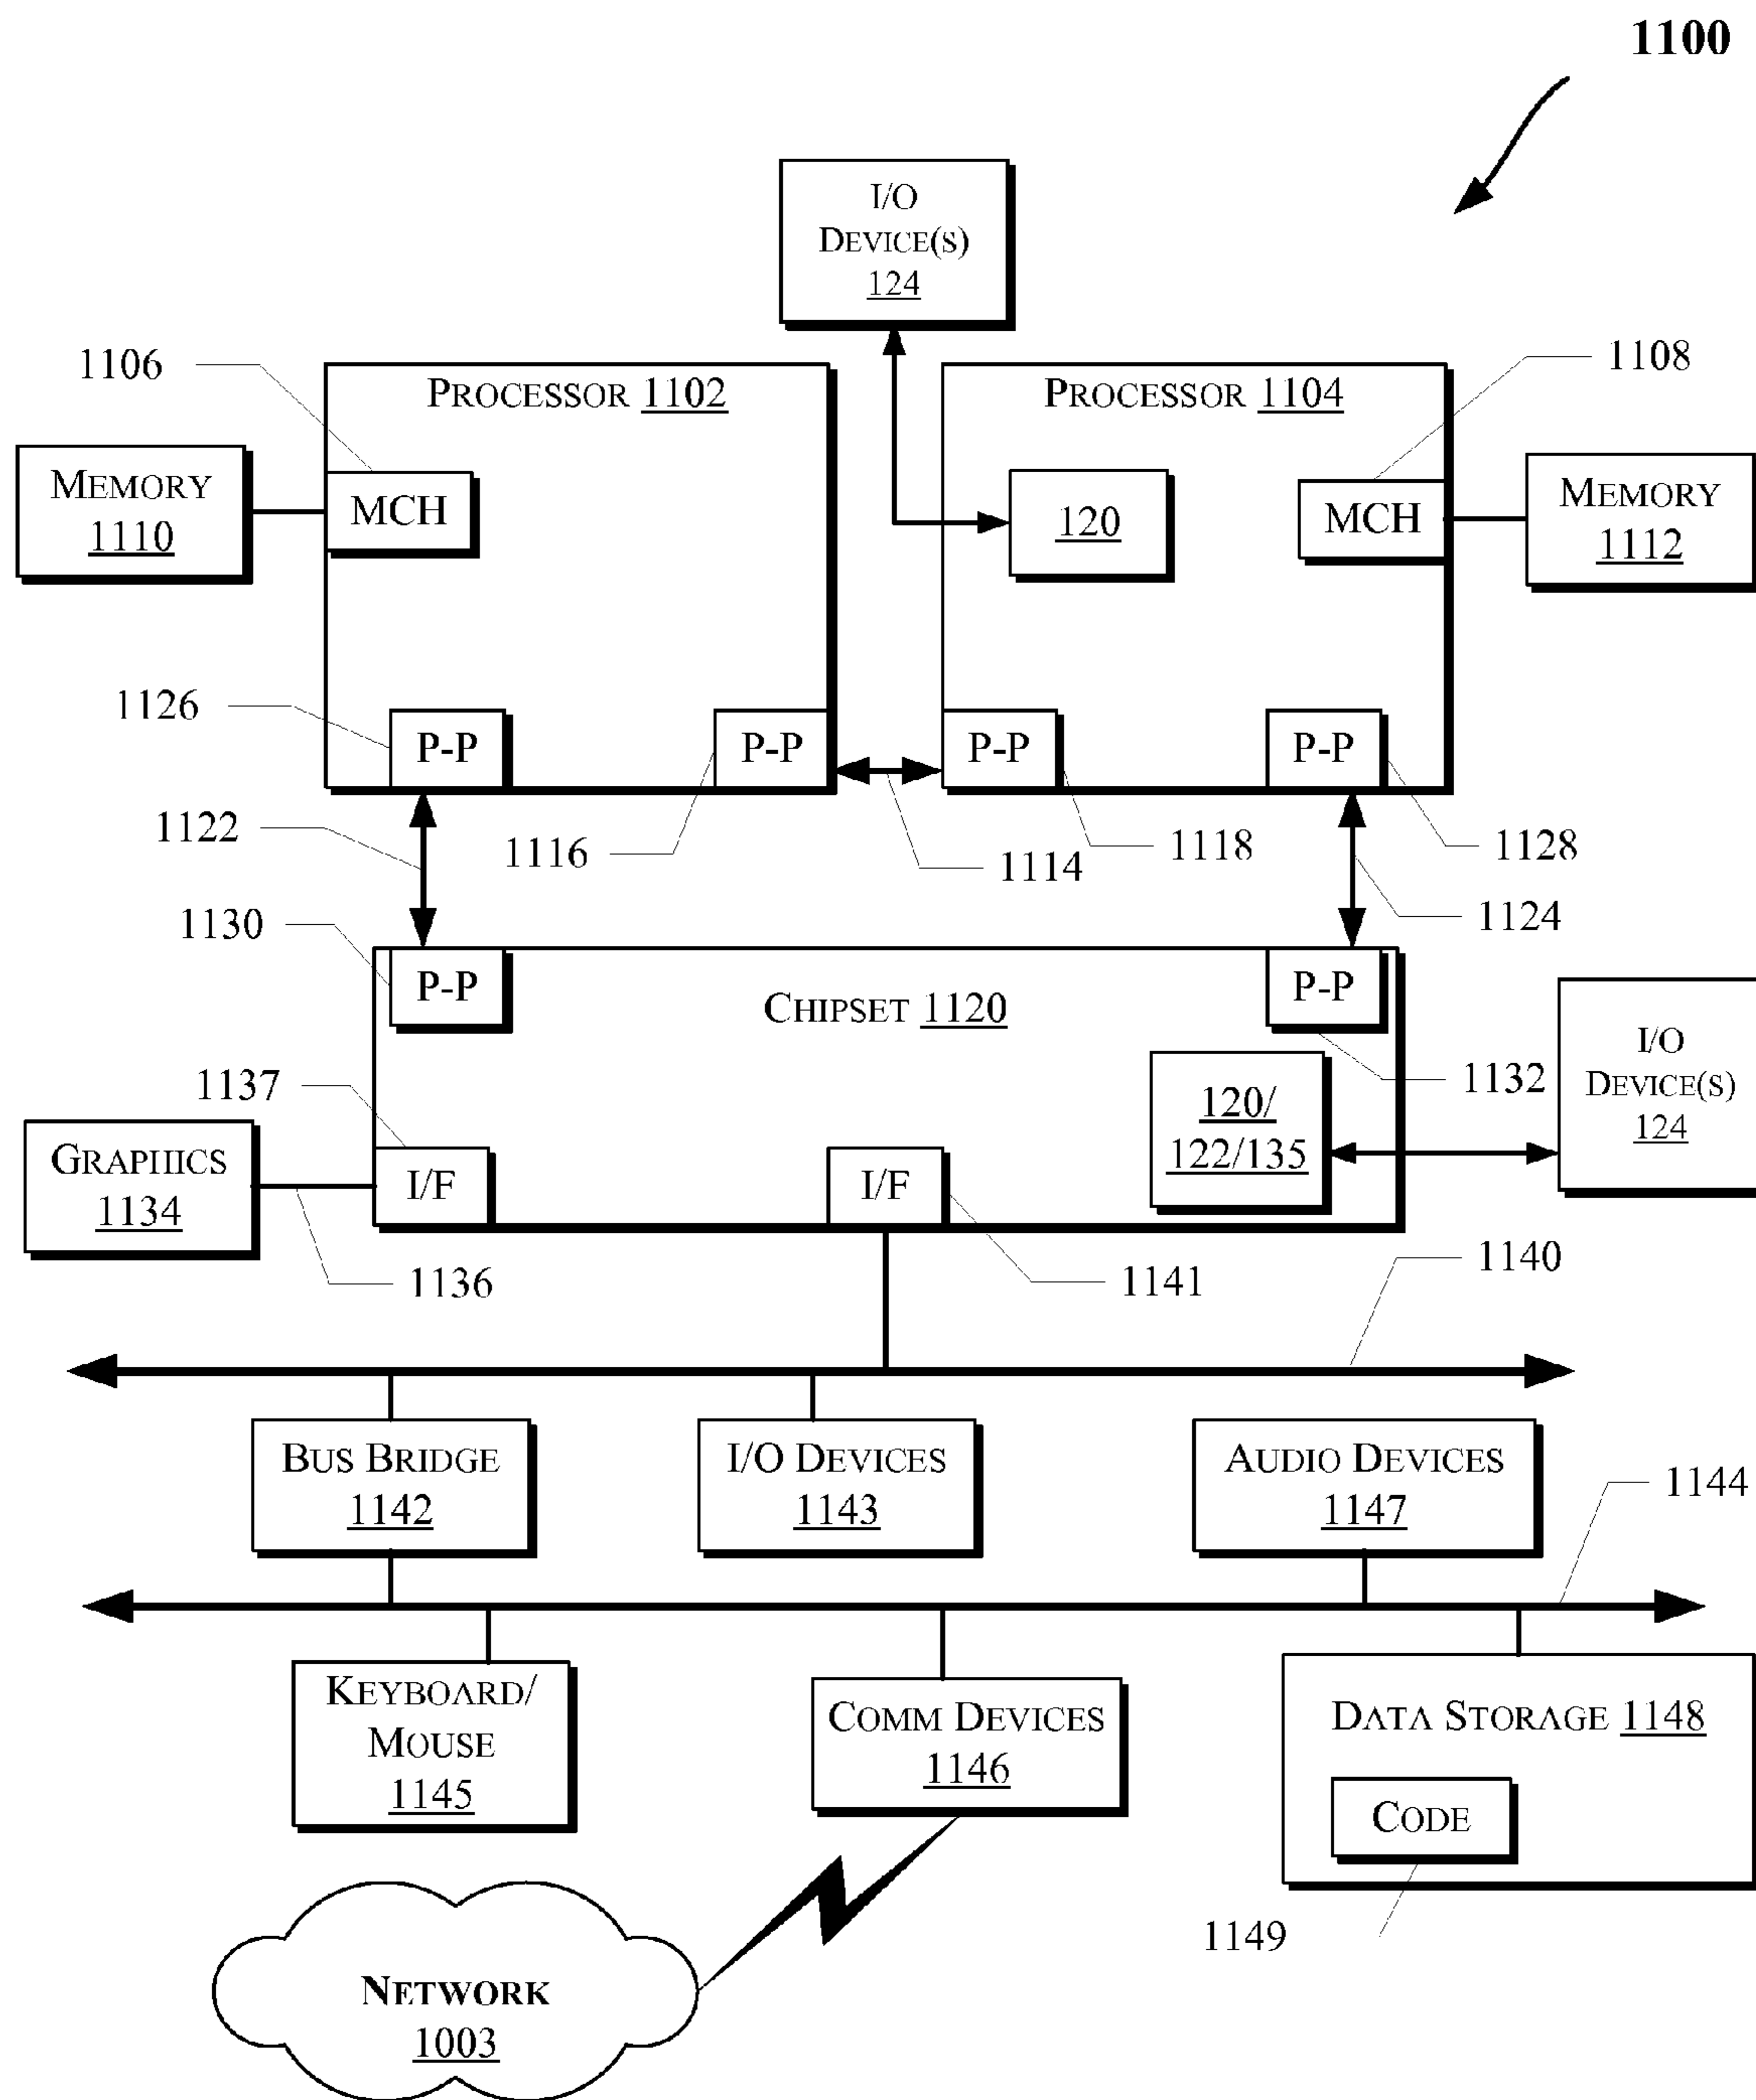 1100
I/O
DEVICE(S)
124
1106
PROCESSOR 1102
PROCESSOR 1104
1108
MEMORY
1110
MCH
120
MCH
MEMORY
1112
1126
P-P
P-P
P-P
P-P
1122
1116
1114
1118
1128
1130
1124
P-P
CHIPSET 1120
P-P
I/O
DEVICE(S)
124
1137
120/
122/135
1132
GRAPHICS
1134
I/F
I/F
1136
1141
1140
BUS BRIDGE
1142
I/O DEVICES
1143
AUDIO DEVICES
1147
1144
KEYBOARD/
MOUSE
1145
COMM DEVICES
1146
DATA STORAGE 1148
CODE
1149
NETWORK
1003